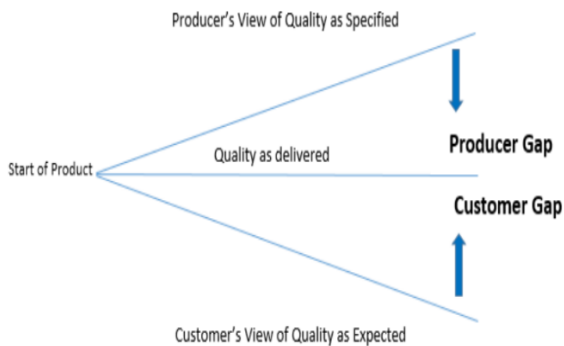 Producer's View of Quality as Specified
Quality as delivered
Producer Gap
Start of Product
Customer Gap
Customer's View of Quality as Expected